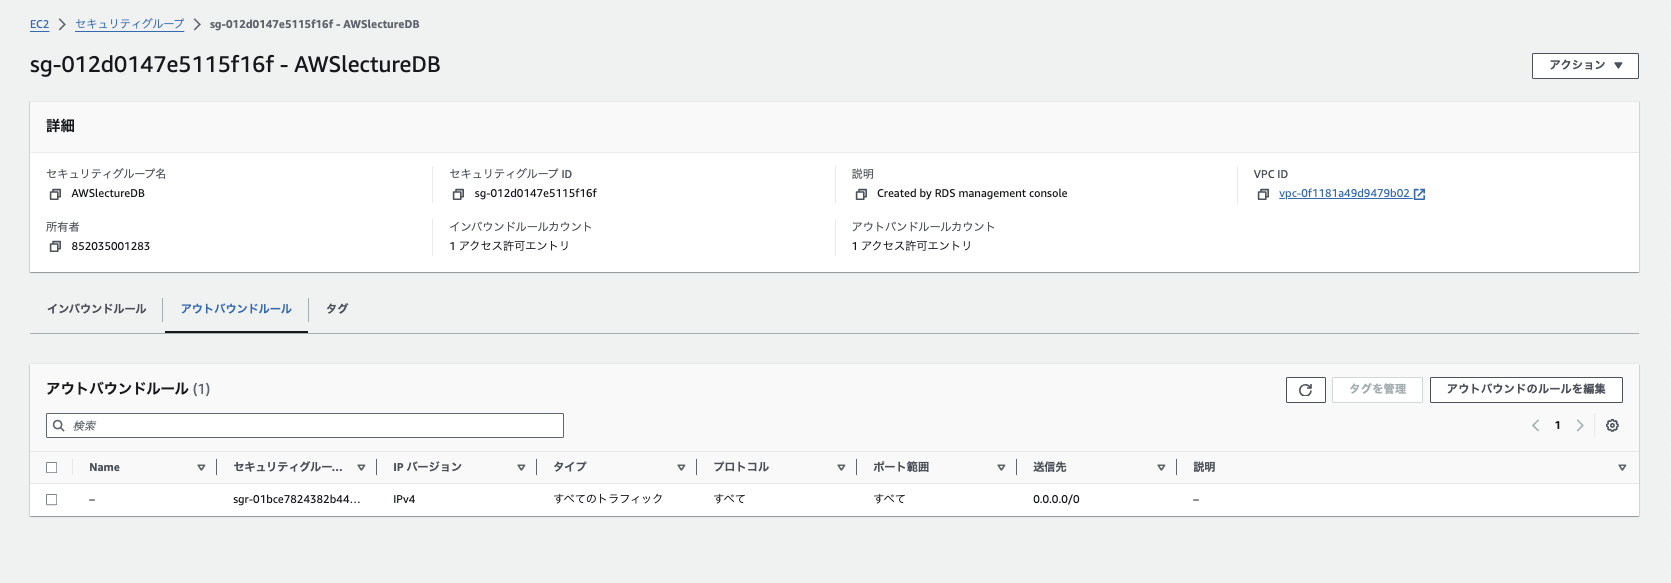 EC2 > セキュリティグループ > sg-012d0147e5115f16f - AWSlectureDB
sg-012d0147e5115f16f - AWSlectureDB
アクション ▼
詳細
セキュリティグループ名 セキュリティグループ ID 説明 VPC ID
AWSlectureDB sg-012d0147e5115f16f Created by RDS management console vpc-0f1181a49d9479b02
所有者 インバウンドルールカウント アウトバンドルールカウント
852035001283 1 アクセス許可エントリ 1 アクセス許可エントリ
インバウンドルール アウトバウンドルール タグ
アウトバウンドルール (1) タグを管理 アウトバウンドのルールを編集
検索 < 1 >
Name セキュリティグルー... IP バージョン タイプ プロトコル ポート範囲 送信先 説明
– sgr-01bce7824382b44... IPv4 すべてのトラフィック すべて すべて 0.0.0.0/0 –